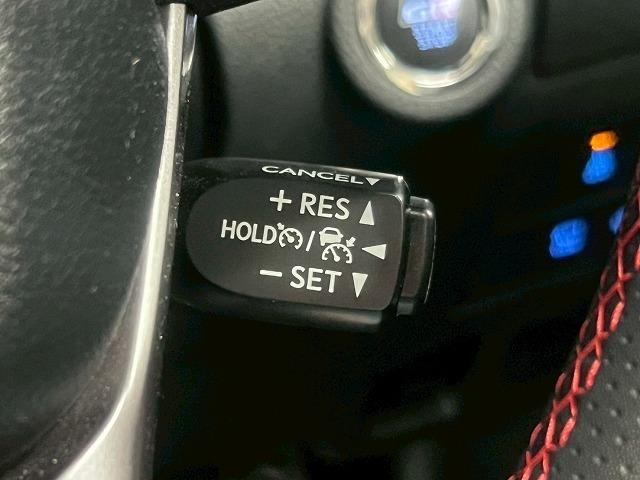 CANCEL▼
+ RES ▲
HOLD / ◀
− SET ▼